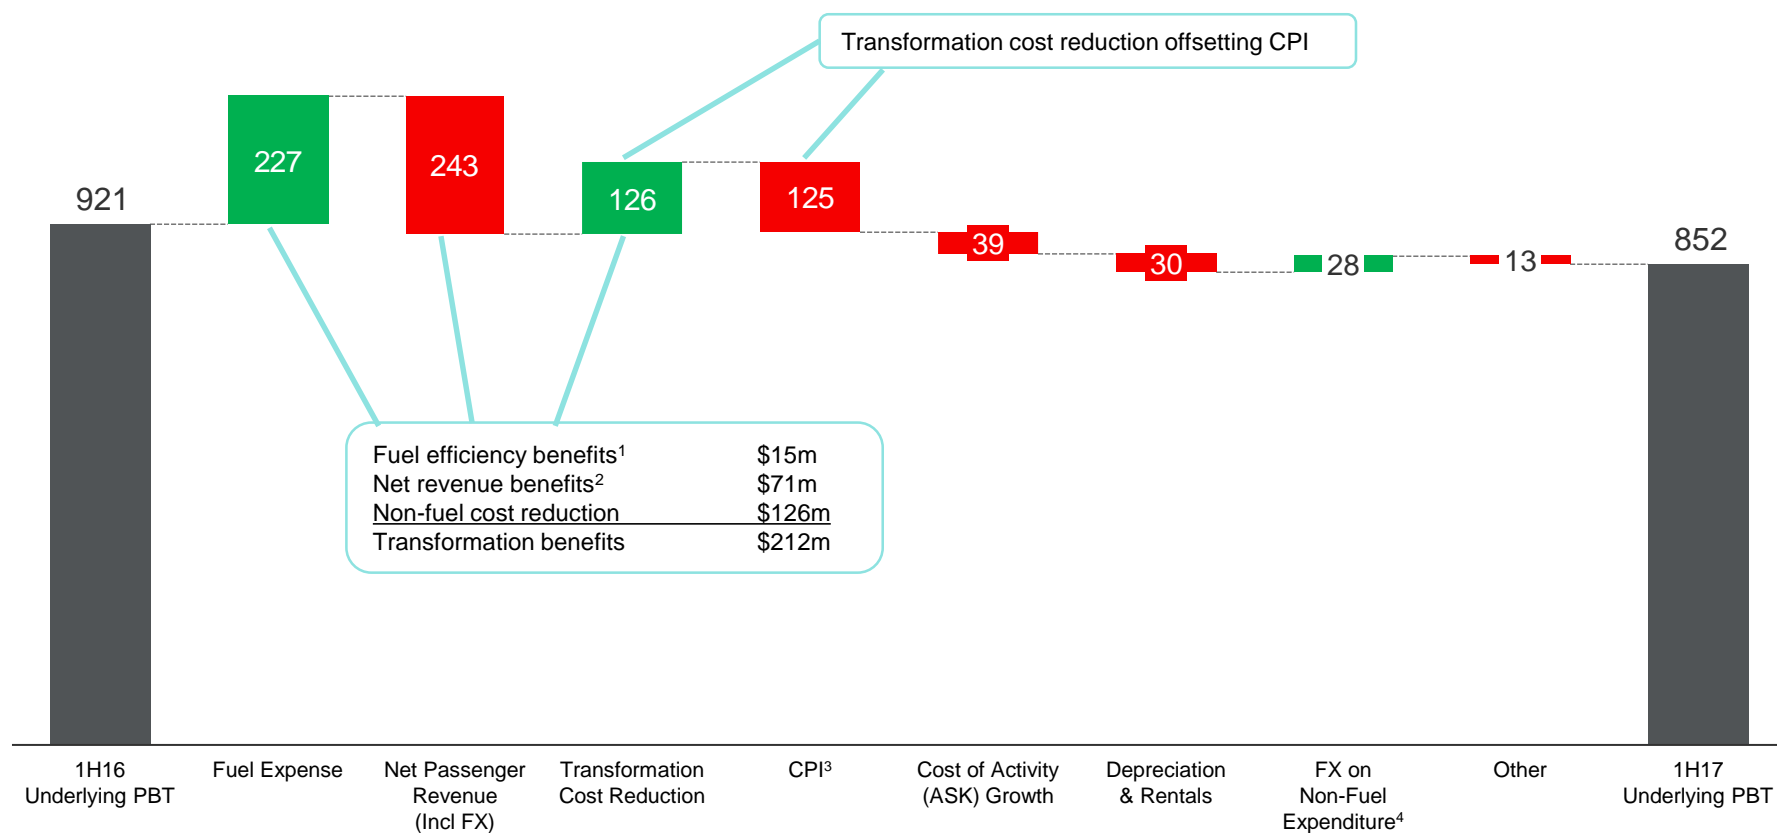 Transformation cost reduction offsetting CPI
921
227
243
126
125
39
30
28
13
852
Fuel efficiency benefits¹ $15m
Net revenue benefits² $71m
Non-fuel cost reduction $126m
Transformation benefits $212m
1H16
Underlying PBT
Fuel Expense
Net Passenger
Revenue
(Incl FX)
Transformation
Cost Reduction
CPI³
Cost of Activity
(ASK) Growth
Depreciation
& Rentals
FX on
Non-Fuel
Expenditure⁴
Other
1H17
Underlying PBT